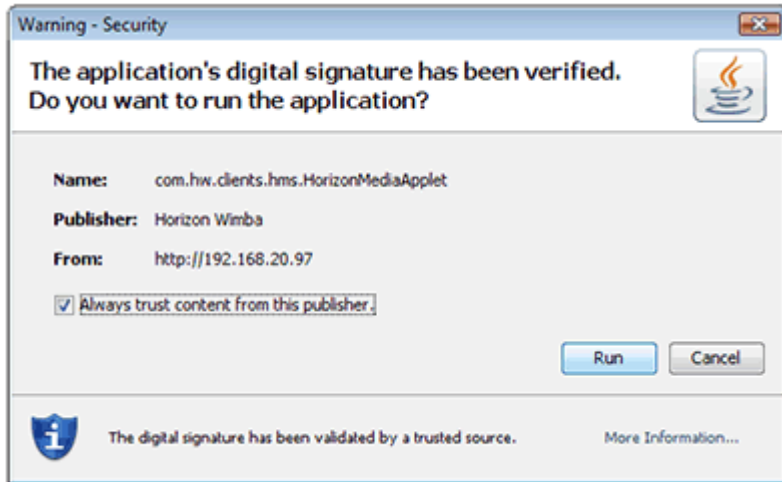 Warning - Security
The application's digital signature has been verified.
Do you want to run the application?
Name: com.hw.clients.hms.HorizonMediaApplet
Publisher: Horizon Wimba
From: http://192.168.20.97
Always trust content from this publisher.
Run Cancel
The digital signature has been validated by a trusted source. More Information...